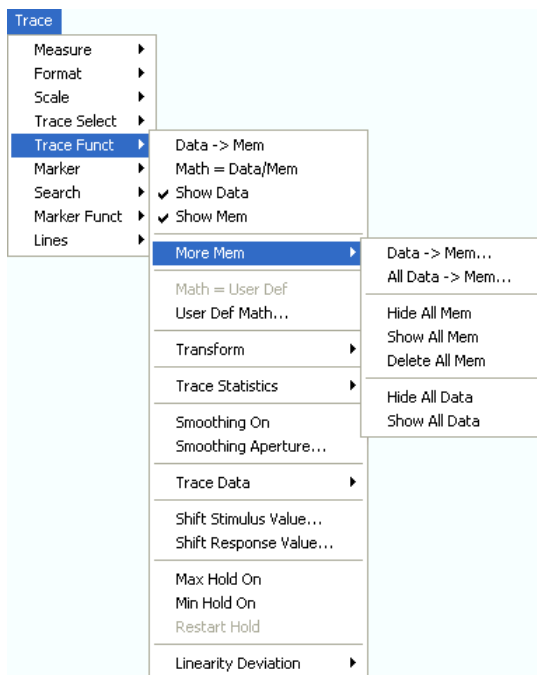 Trace
Measure
Format
Scale
Trace Select
Trace Funct
Marker
Search
Marker Funct
Lines
Data -> Mem
Math = Data/Mem
Show Data
Show Mem
More Mem
Math = User Def
User Def Math...
Transform
Trace Statistics
Smoothing On
Smoothing Aperture...
Trace Data
Shift Stimulus Value...
Shift Response Value...
Max Hold On
Min Hold On
Restart Hold
Linearity Deviation
Data -> Mem...
All Data -> Mem...
Hide All Mem
Show All Mem
Delete All Mem
Hide All Data
Show All Data